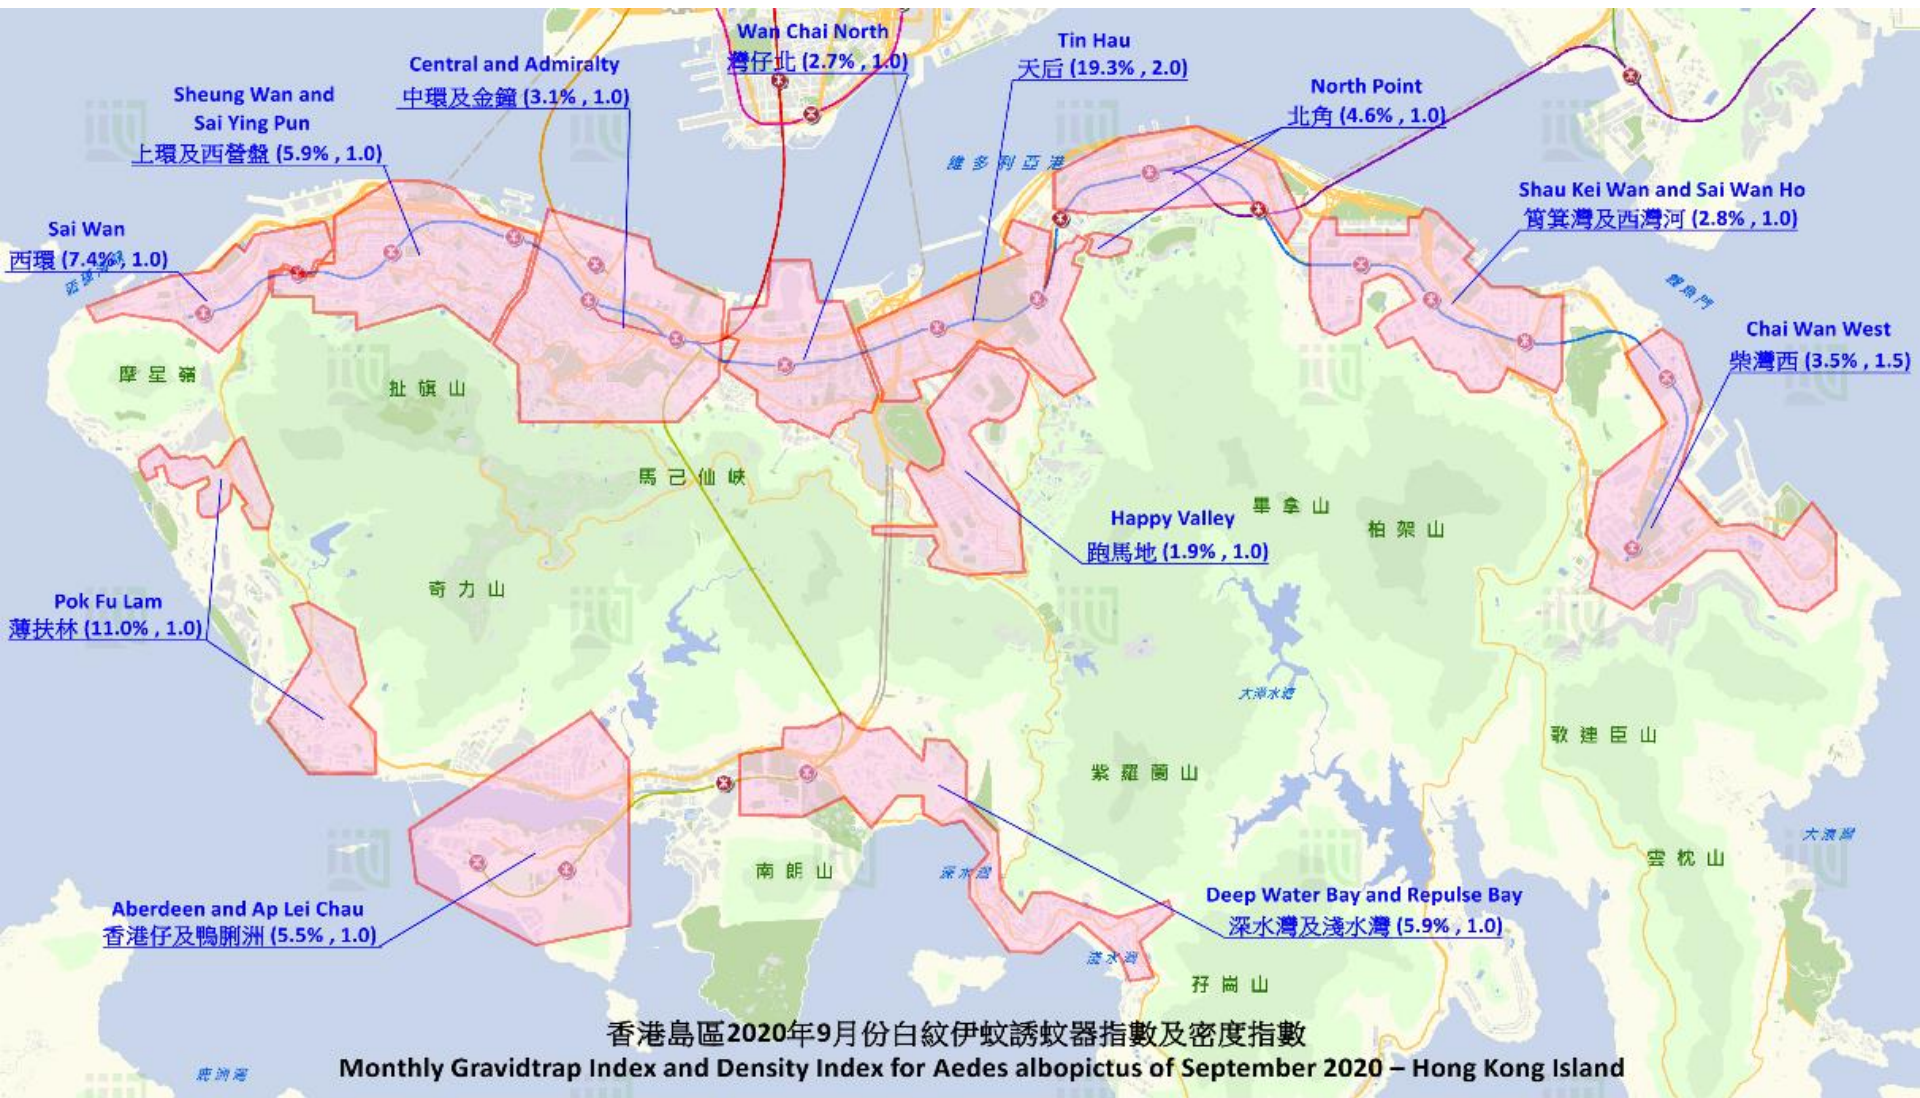 Wan Chai North
灣仔北 (2.7% , 1.0)
Tin Hau
天后 (19.3% , 2.0)
Central and Admiralty
中環及金鐘 (3.1% , 1.0)
North Point
北角 (4.6% , 1.0)
Sheung Wan and
Sai Ying Pun
上環及西營盤 (5.9% , 1.0)
維多利亞港
Shau Kei Wan and Sai Wan Ho
筲箕灣及西灣河 (2.8% , 1.0)
Sai Wan
西環 (7.4% , 1.0)
鯉魚門
Chai Wan West
柴灣西 (3.5% , 1.5)
摩星嶺
扯旗山
馬己仙峽
畢拿山
柏架山
Happy Valley
跑馬地 (1.9% , 1.0)
奇力山
Pok Fu Lam
薄扶林 (11.0% , 1.0)
大潭水塘
歌連臣山
紫羅蘭山
大浪灣
雲枕山
南朗山
深水灣
Deep Water Bay and Repulse Bay
深水灣及淺水灣 (5.9% , 1.0)
Aberdeen and Ap Lei Chau
香港仔及鴨脷洲 (5.5% , 1.0)
淺水灣
孖崗山
香港島區2020年9月份白紋伊蚊誘蚊器指數及密度指數
Monthly Gravidtrap Index and Density Index for Aedes albopictus of September 2020 – Hong Kong Island